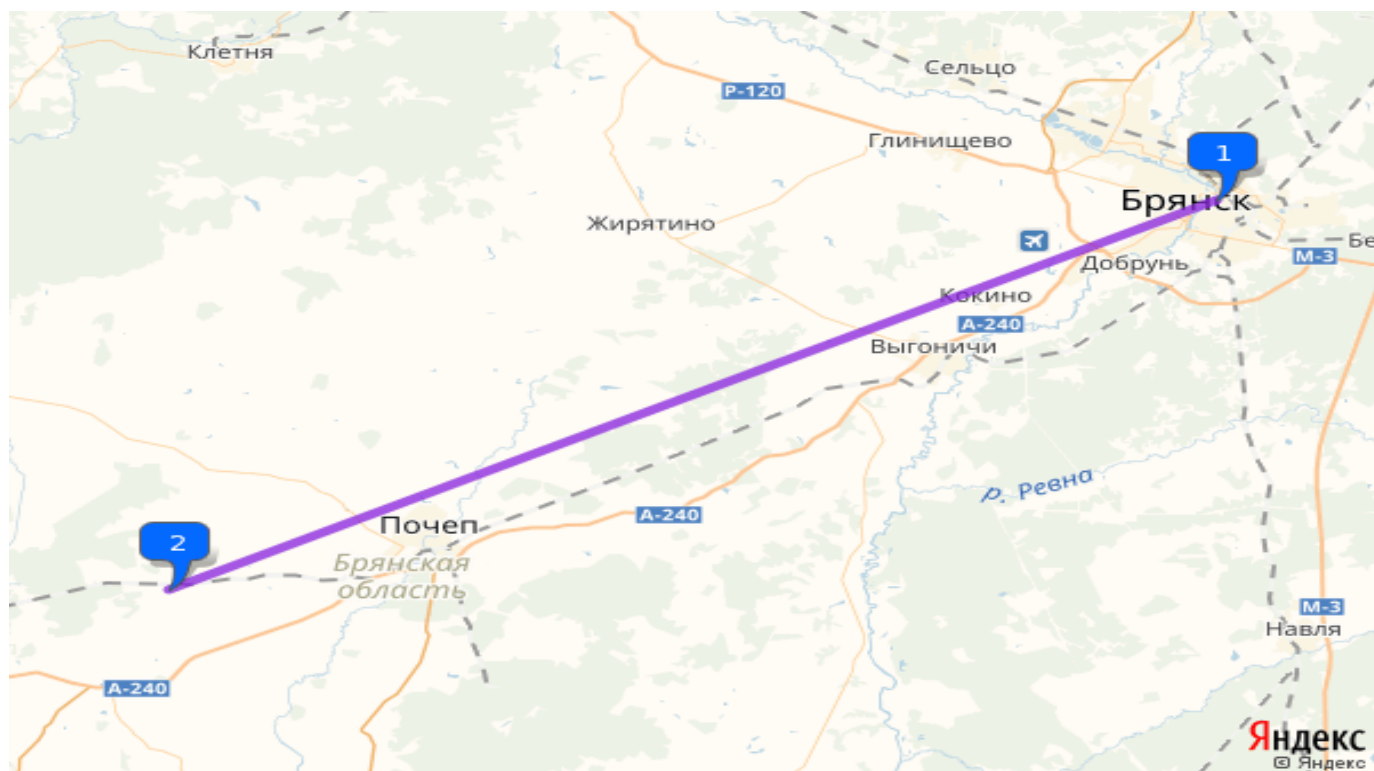 Клетня
Сельцо
Р-120
Глинищево
1
Брянск
Жирятино
Бе
М-3
Добрунь
Кокино
А-240
Выгоничи
р. Ревна
А-240
Почеп
2
Брянская
область
М-3
Навля
А-240
Яндекс
© Яндекс